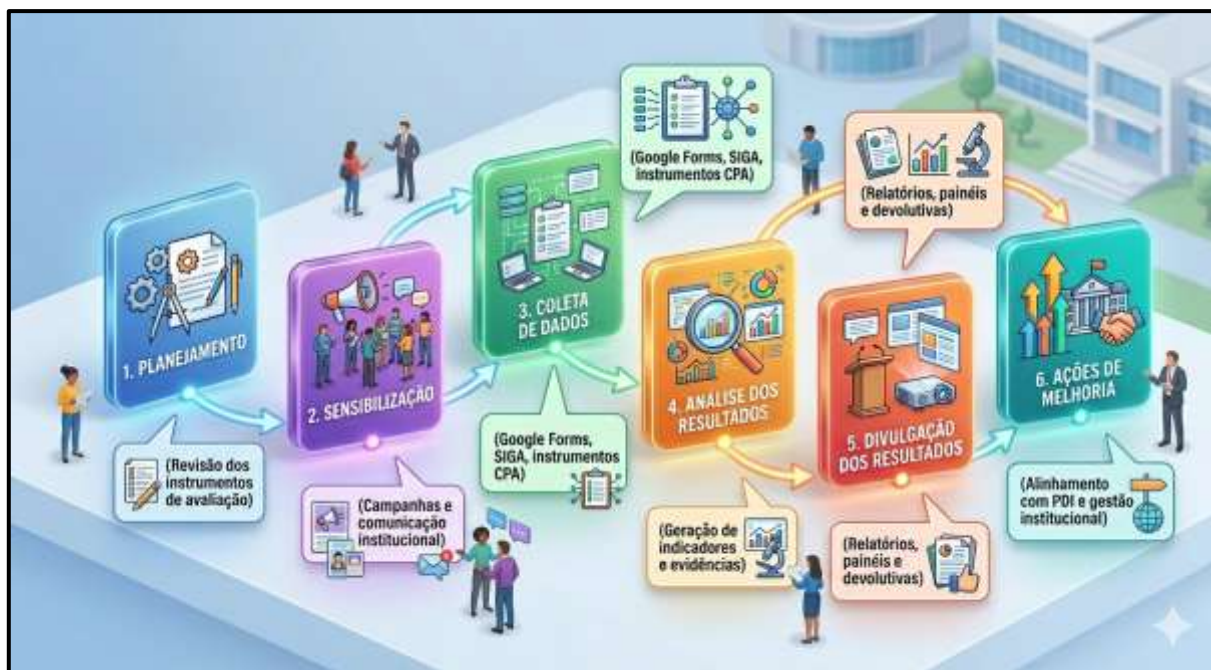 1. PLANEJAMENTO
(Revisão dos
instrumentos
de avaliação)
2. SENSIBILIZAÇÃO
(Campanhas e
comunicação
institucional)
3. COLETA
DE DADOS
(Google Forms, SIGA,
instrumentos CPA)
(Google Forms,
SIGA, instrumentos
CPA)
4. ANÁLISE DOS
RESULTADOS
(Geração de
indicadores
e evidências)
5. DIVULGAÇÃO
DOS RESULTADOS
(Relatórios, painéis
e devolutivas)
(Relatórios,
painéis e
devolutivas)
6. AÇÕES DE
MELHORIA
(Alinhamento
com PDI e gestão
institucional)